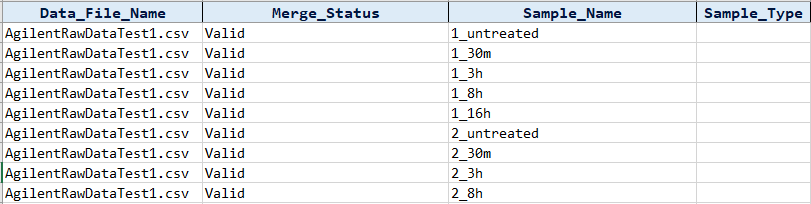 Data_File_Name Merge_Status Sample_Name Sample_Type
AgilentRawDataTest1.csv Valid 1_untreated
AgilentRawDataTest1.csv Valid 1_30m
AgilentRawDataTest1.csv Valid 1_3h
AgilentRawDataTest1.csv Valid 1_8h
AgilentRawDataTest1.csv Valid 1_16h
AgilentRawDataTest1.csv Valid 2_untreated
AgilentRawDataTest1.csv Valid 2_30m
AgilentRawDataTest1.csv Valid 2_3h
AgilentRawDataTest1.csv Valid 2_8h